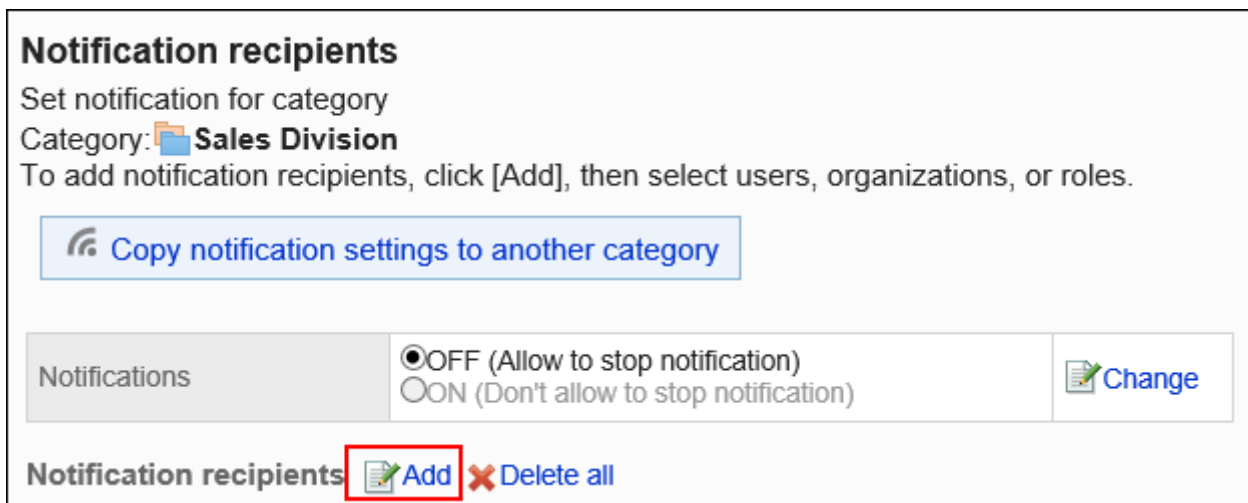 Notification recipients
Set notification for category
Category: Sales Division
To add notification recipients, click [Add], then select users, organizations, or roles.
Copy notification settings to another category
Notifications
OFF (Allow to stop notification)
ON (Don't allow to stop notification)
Change
Notification recipients Add Delete all